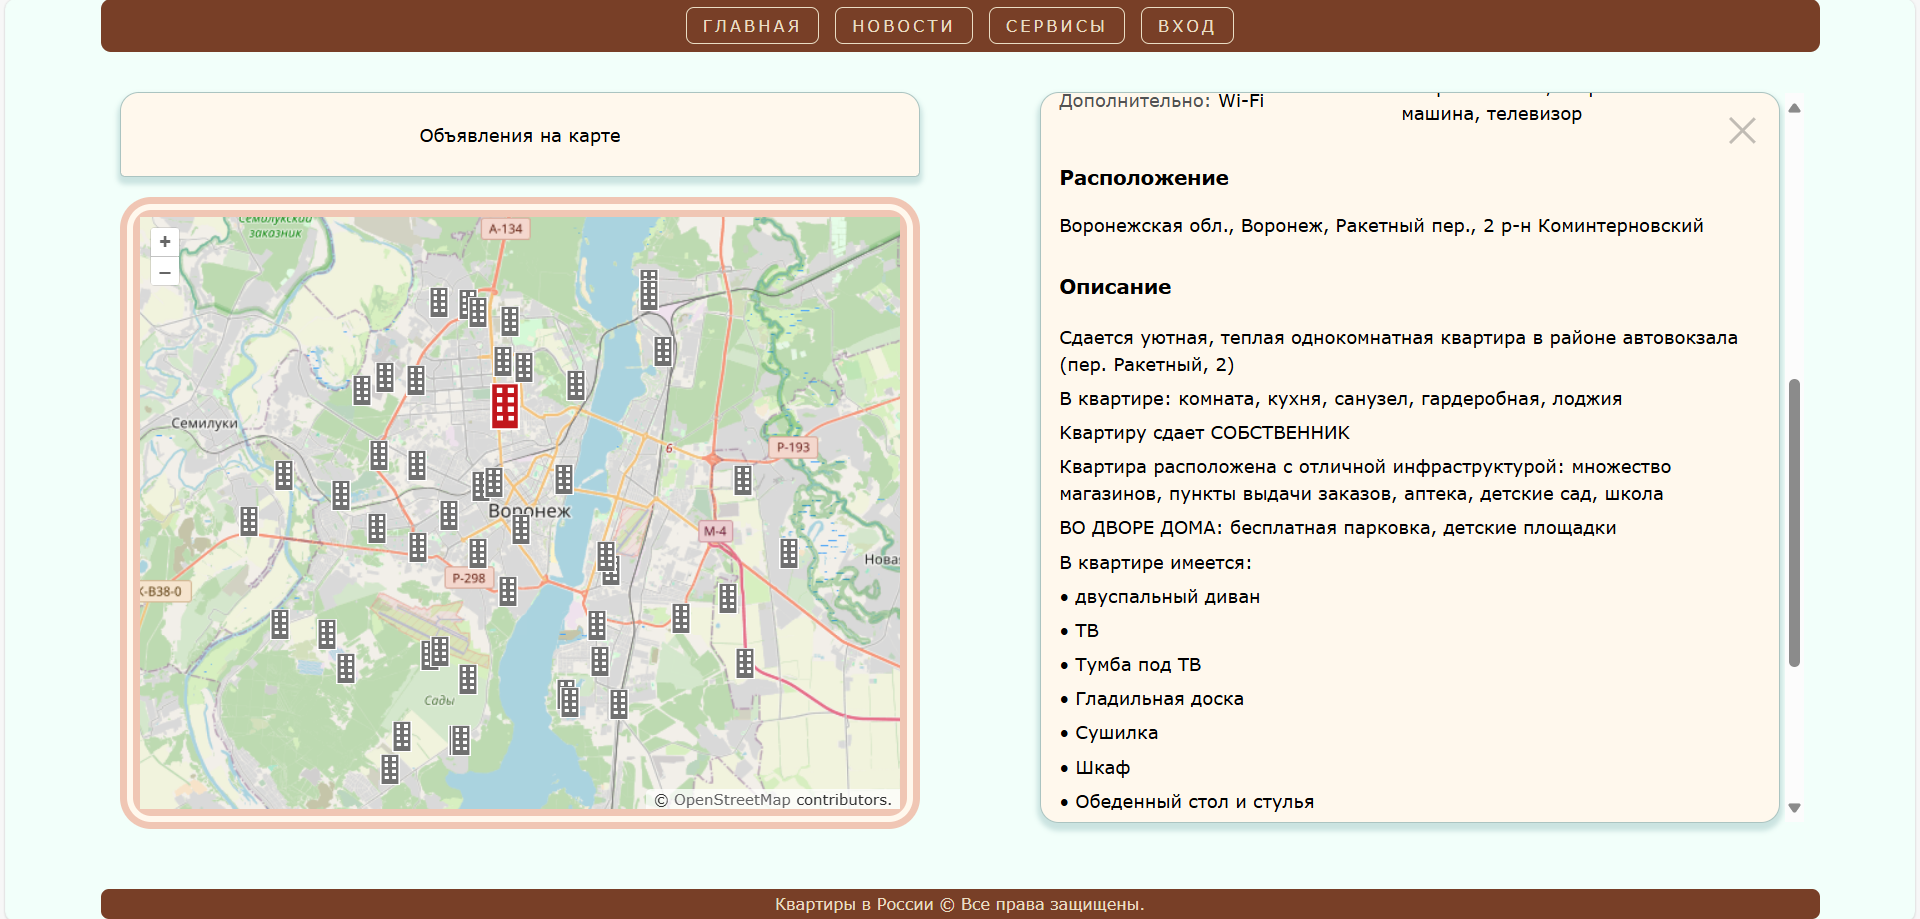 ГЛАВНАЯ
НОВОСТИ
СЕРВИСЫ
ВХОД
Объявления на карте
+
−
Семилукский
заказник
А-134
Семилуки
6
Р-193
Воронеж
М-4
Р-298
Новая
К-В38-0
Сады
© OpenStreetMap contributors.
Дополнительно: Wi-Fi
машина, телевизор
Расположение
Воронежская обл., Воронеж, Ракетный пер., 2 р-н Коминтерновский
Описание
Сдается уютная, теплая однокомнатная квартира в районе автовокзала
(пер. Ракетный, 2)
В квартире: комната, кухня, санузел, гардеробная, лоджия
Квартиру сдает СОБСТВЕННИК
Квартира расположена с отличной инфраструктурой: множество
магазинов, пункты выдачи заказов, аптека, детские сад, школа
ВО ДВОРЕ ДОМА: бесплатная парковка, детские площадки
В квартире имеется:
• двуспальный диван
• ТВ
• Тумба под ТВ
• Гладильная доска
• Сушилка
• Шкаф
• Обеденный стол и стулья
Квартиры в России © Все права защищены.